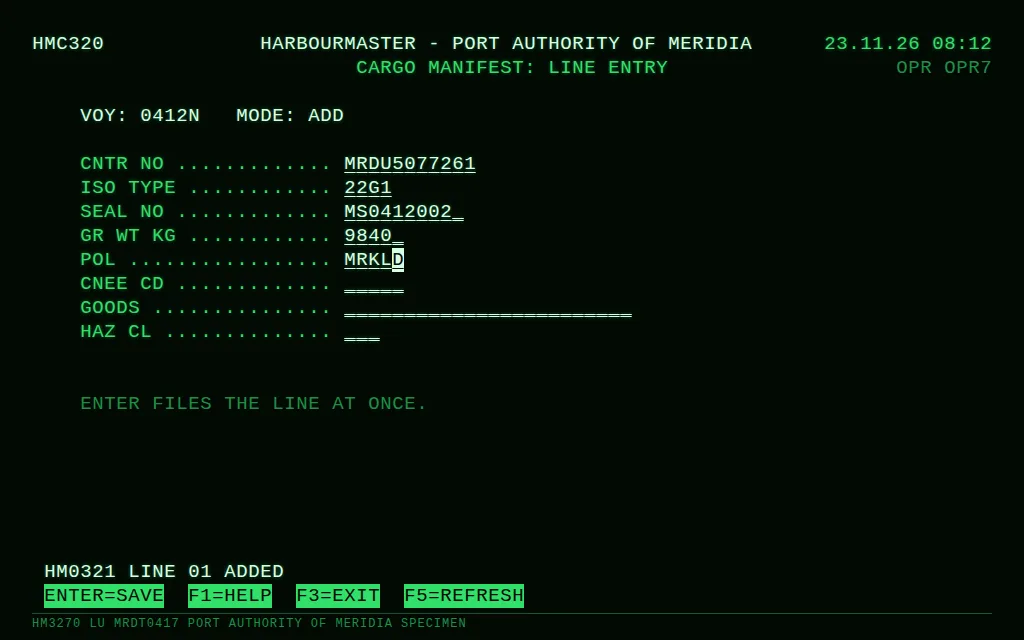 HMC320 HARBOURMASTER - PORT AUTHORITY OF MERIDIA 23.11.26 08:12
CARGO MANIFEST: LINE ENTRY OPR OPR7
VOY: 0412N MODE: ADD
CNTR NO ............. MRDU5077261
ISO TYPE ............ 22G1
SEAL NO ............. MS0412002_
GR WT KG ............ 9840_
POL ................. MRKLD
CNEE CD ............. _____
GOODS ............... ________________________
HAZ CL .............. ___
ENTER FILES THE LINE AT ONCE.
HM0321 LINE 01 ADDED
ENTER=SAVE F1=HELP F3=EXIT F5=REFRESH
HM3270 LU MRDT0417 PORT AUTHORITY OF MERIDIA SPECIMEN